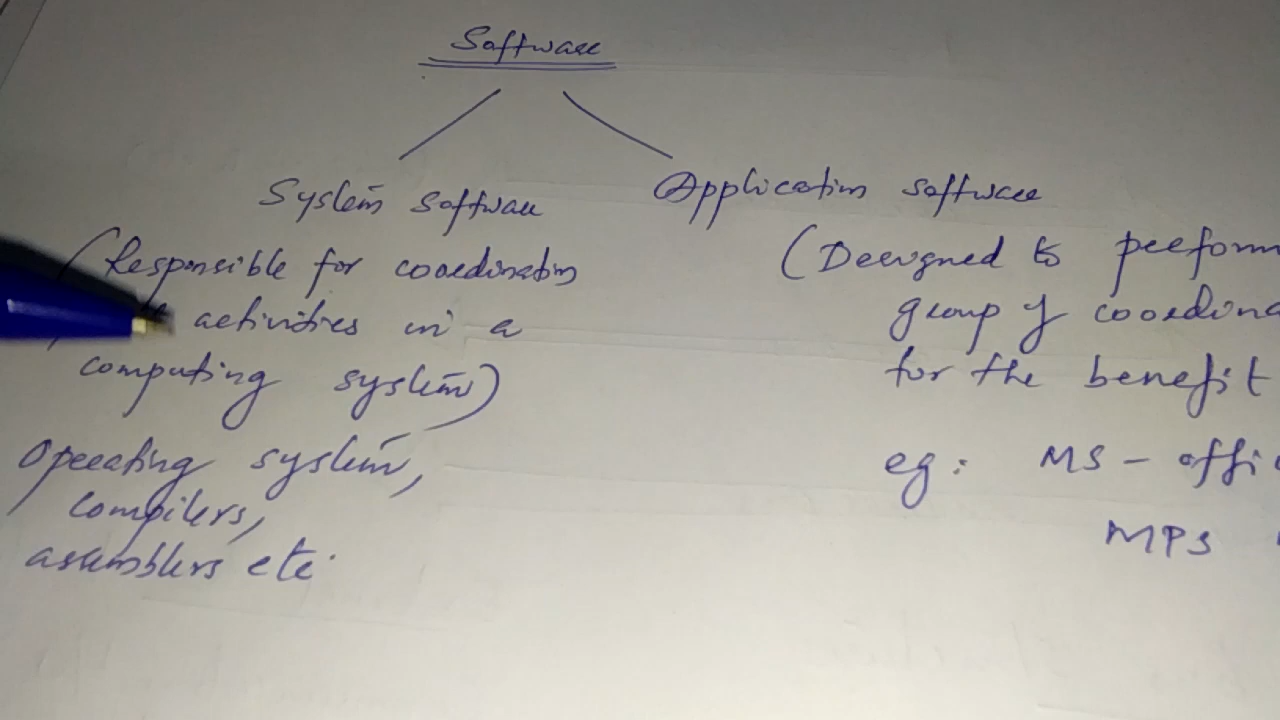 Software
System software
Application software
(Responsible for coordination
activities in a
computing system)
Operating system,
compilers,
assemblers etc.
(Designed to perform
group of coordina
for the benefit
eg: MS - offi
MPS